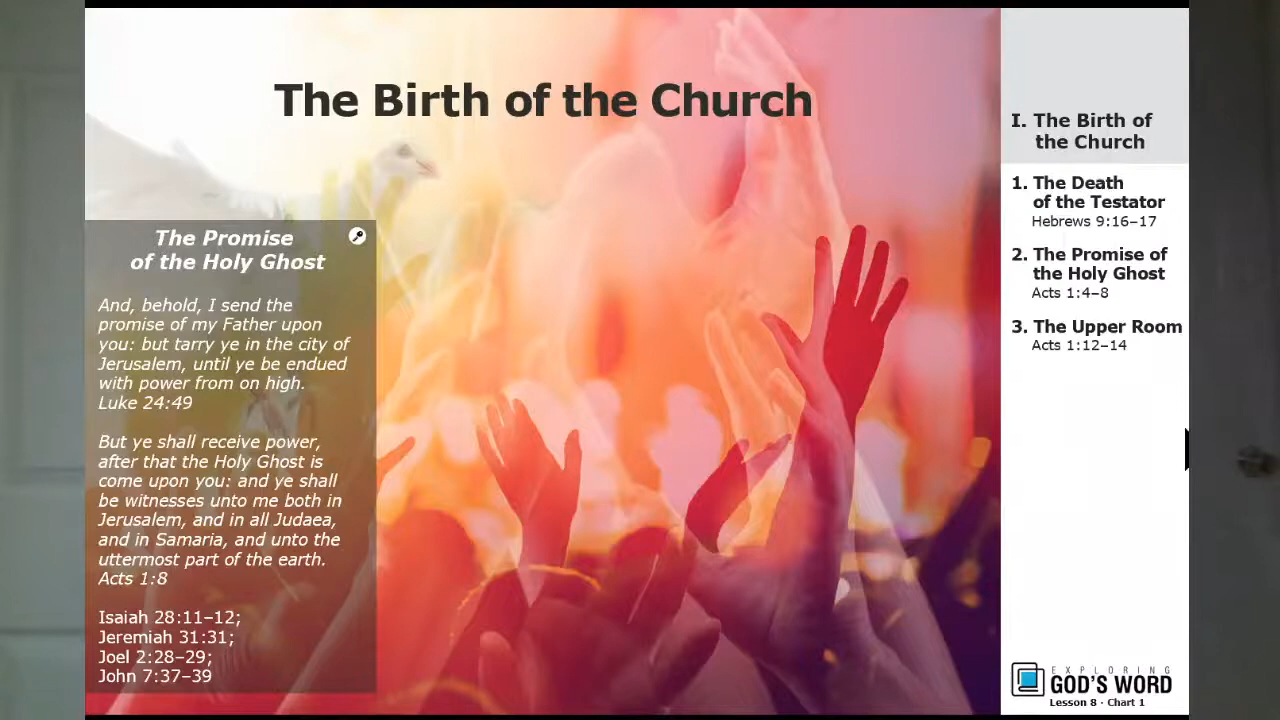 The Birth of the Church
The Promise
of the Holy Ghost
And, behold, I send the
promise of my Father upon
you: but tarry ye in the city of
Jerusalem, until ye be endued
with power from on high.
Luke 24:49
But ye shall receive power,
after that the Holy Ghost is
come upon you: and ye shall
be witnesses unto me both in
Jerusalem, and in all Judaea,
and in Samaria, and unto the
uttermost part of the earth.
Acts 1:8
Isaiah 28:11–12;
Jeremiah 31:31;
Joel 2:28–29;
John 7:37–39
I. The Birth of
the Church
1. The Death
of the Testator
Hebrews 9:16–17
2. The Promise of
the Holy Ghost
Acts 1:4–8
3. The Upper Room
Acts 1:12–14
EXPLORING
GOD'S WORD
Lesson 8 · Chart 1